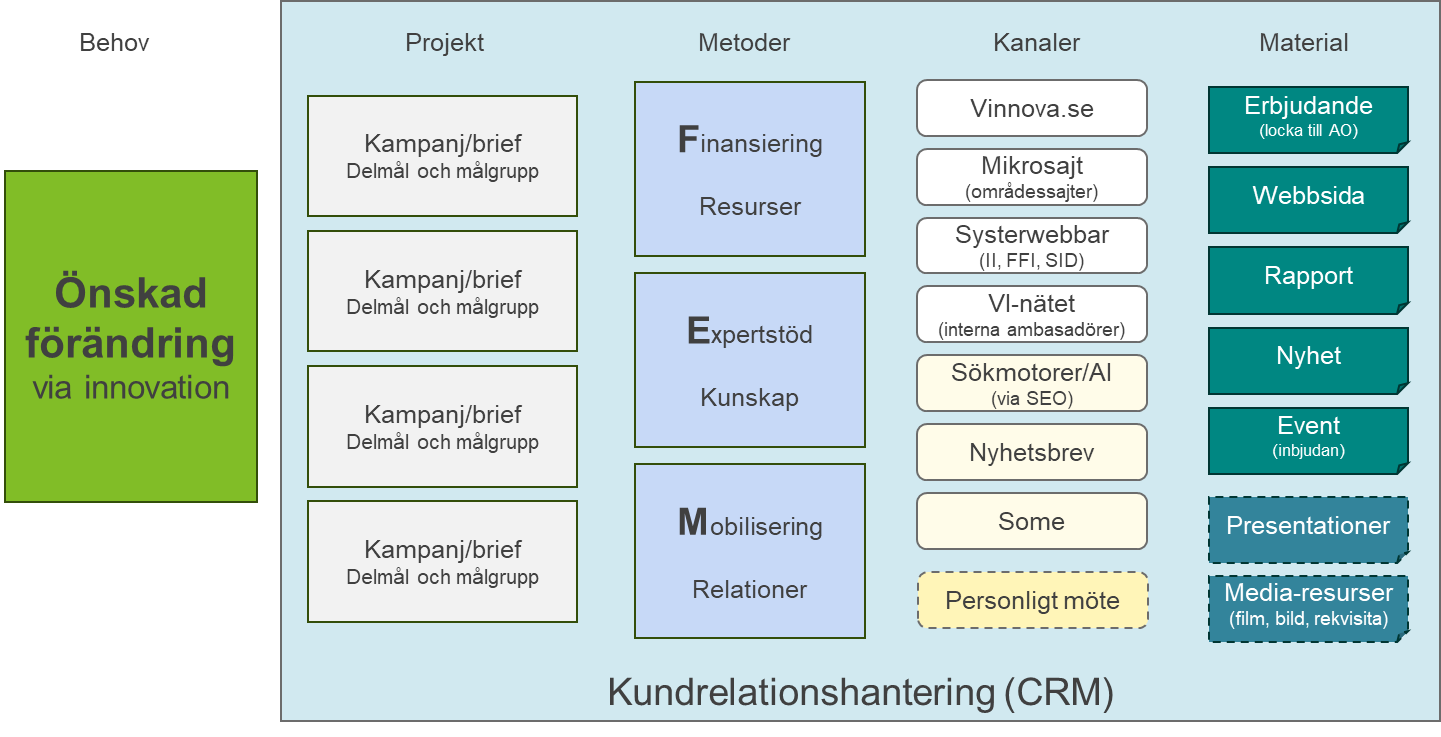 Behov
Projekt
Metoder
Kanaler
Material
Önskad
förändring
via innovation
Kampanj/brief
Delmål och målgrupp
Kampanj/brief
Delmål och målgrupp
Kampanj/brief
Delmål och målgrupp
Kampanj/brief
Delmål och målgrupp
Finansiering
Resurser
Expertstöd
Kunskap
Mobilisering
Relationer
Vinnova.se
Mikrosajt
(områdessajter)
Systerwebbar
(II, FFI, SID)
VI-nätet
(interna ambasadörer)
Sökmotorer/AI
(via SEO)
Nyhetsbrev
Some
Personligt möte
Erbjudande
(locka till AO)
Webbsida
Rapport
Nyhet
Event
(inbjudan)
Presentationer
Media-resurser
(film, bild, rekvisita)
Kundrelationshantering (CRM)